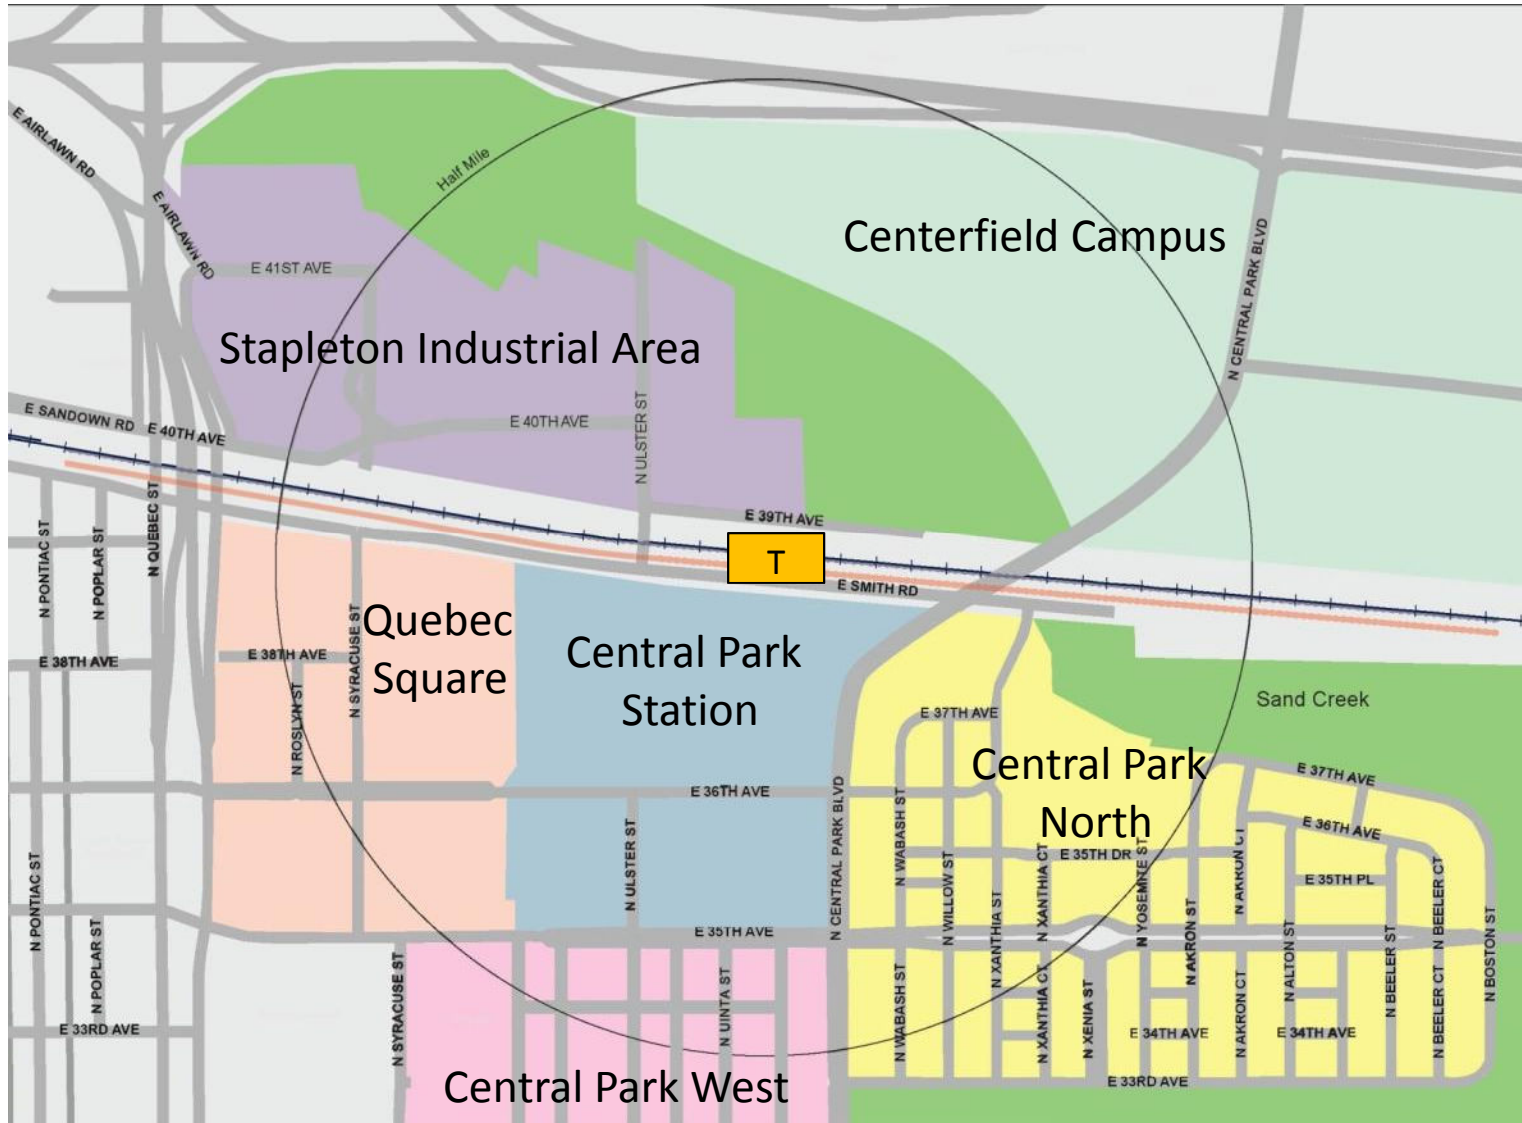 E AIRLAWN RD
Half Mile
E AIRLAWN RD
Centerfield Campus
N CENTRAL PARK BLVD
E 41ST AVE
Stapleton Industrial Area
E SANDOWN RD
E 40TH AVE
E 40TH AVE
N ULSTER ST
E 39TH AVE
T
E SMITH RD
N PONTIAC ST
N POPLAR ST
N QUEBEC ST
Quebec
Square
N SYRACUSE ST
E 38TH AVE
E 38TH AVE
N ROSLYN ST
Central Park
Station
Sand Creek
E 37TH AVE
Central Park
North
E 37TH AVE
E 36TH AVE
N CENTRAL PARK BLVD
N WABASH ST
E 36TH AVE
N PONTIAC ST
N POPLAR ST
N ULSTER ST
E 35TH DR
N WILLOW ST
N XANTHIA ST
N XANTHIA CT
N YOSEMITE ST
N AKRON ST
N AKRON CT
E 35TH PL
N ALTON ST
N BEELER ST
N BEELER CT
N BOSTON ST
E 35TH AVE
N SYRACUSE ST
N UINTA ST
N WABASH ST
N XANTHIA CT
N XENIA ST
E 34TH AVE
N AKRON CT
E 34TH AVE
N BEELER CT
E 33RD AVE
Central Park West
E 33RD AVE